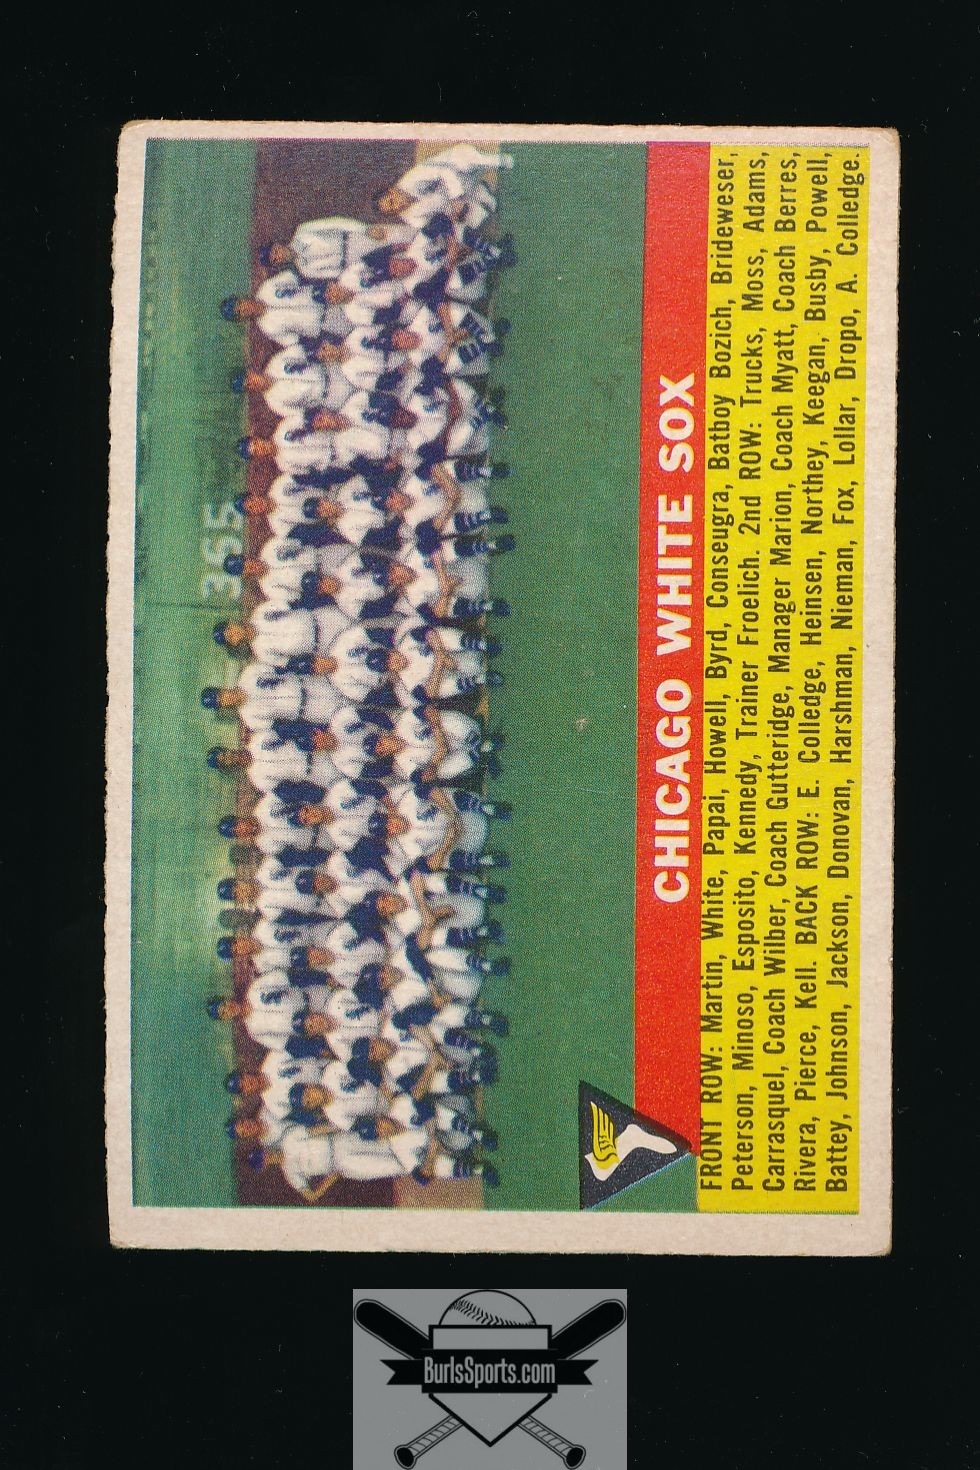 365
CHICAGO WHITE SOX
FRONT ROW: Martin, White, Papai, Howell, Byrd, Conseugra, Batboy Bozich, Brideweser,
Peterson, Minoso, Esposito, Kennedy, Trainer Froelich. 2nd ROW: Trucks, Moss, Adams,
Carrasquel, Coach Wilber, Coach Gutteridge, Manager Marion, Coach Myatt, Coach Berres,
Rivera, Pierce, Kell. BACK ROW: E. Colledge, Heinsen, Northey, Keegan, Busby, Powell,
Battey, Johnson, Jackson, Donovan, Harshman, Nieman, Fox, Lollar, Dropo, A. Colledge.
BurlsSports.com